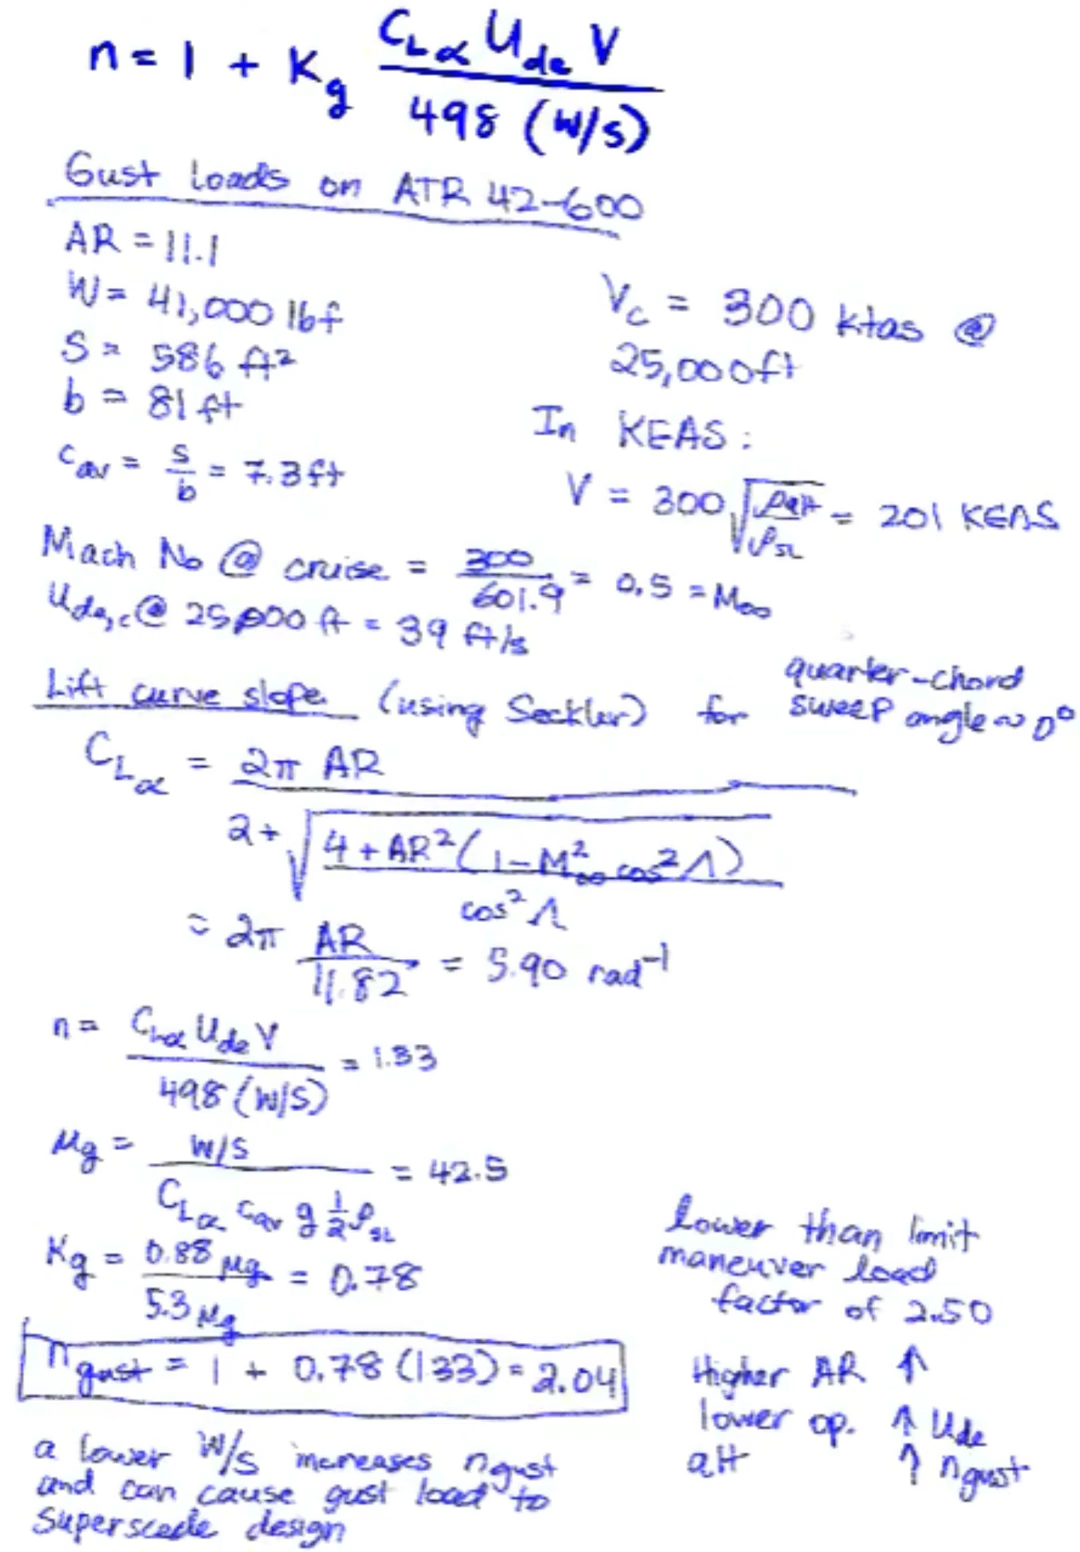 n = 1 + Kg CLα Ude V / 498 (W/S)
Gust Loads on ATR 42-600
AR = 11.1
W = 41,000 lbf
S = 586 ft²
b = 81 ft
Cav = S/b = 7.3 ft
Vc = 300 ktas @
25,000 ft
In KEAS:
V = 300 √(ρalt/ρSL) = 201 KEAS
Mach No @ cruise = 300/601.9 = 0.5 = M∞
Ude,c @ 25,000 ft = 39 ft/s
Lift curve slope (using Seckler) for quarter-chord
sweep angle ~ 0°
CLα = 2π AR / 2 + √(4 + AR² (1 - M∞² cos² Λ) / cos² Λ)
= 2π AR/11.82 = 5.90 rad⁻¹
n = CLα Ude V / 498 (W/S) = 1.33
μg = W/S / CLα Cav g ½ ρSL = 42.5
Kg = 0.88 μg / 5.3 μg = 0.78
ngust = 1 + 0.78 (133) = 2.04
a lower W/S increases ngust
and can cause gust load to
superscede design
lower than limit
maneuver load
factor of 2.50
Higher AR ↑
lower op. ↑ Ude
alt ↑ ngust